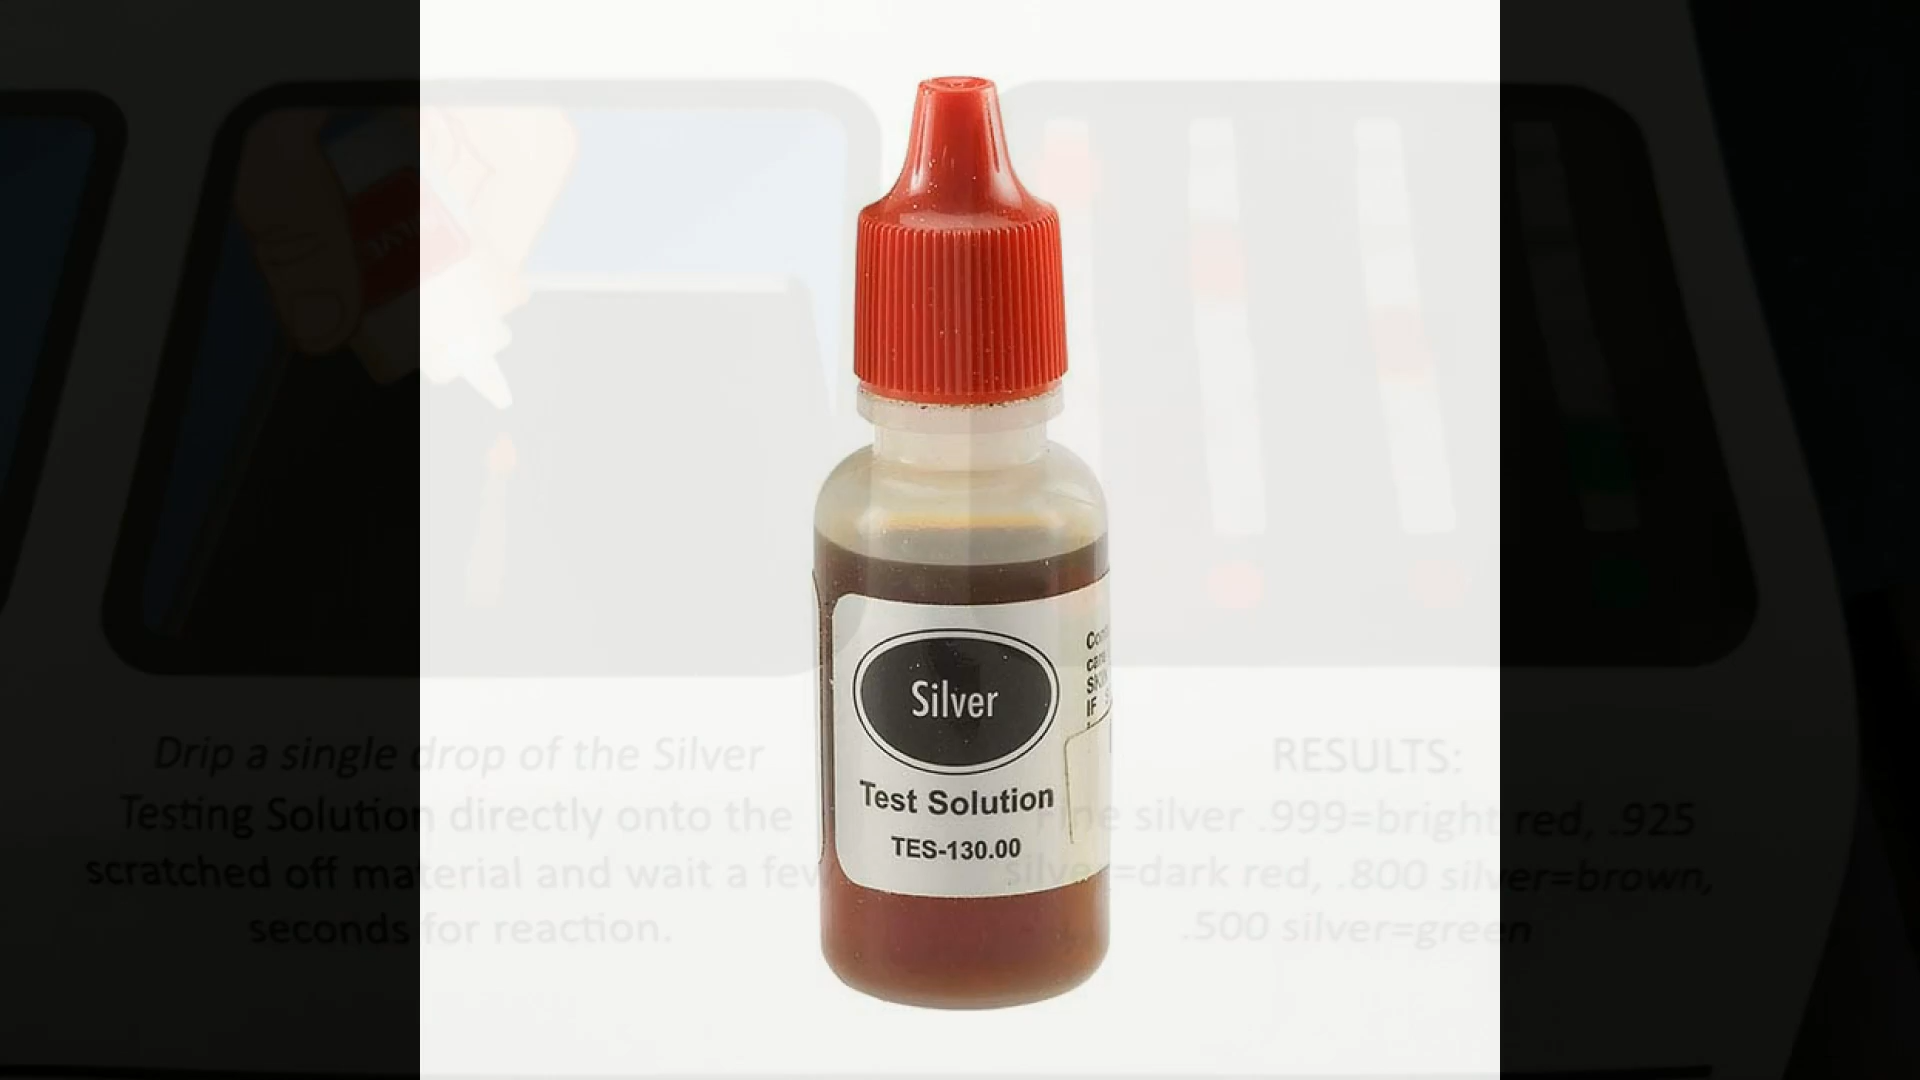 Silver
Test Solution
TES-130.00
IF
Drip a single drop of the Silver
Testing Solution directly onto the
scratched off material and wait a few
seconds for reaction.
RESULTS:
silver .999=bright red, .925
silver=dark red, .800 silver=brown,
.500 silver=green